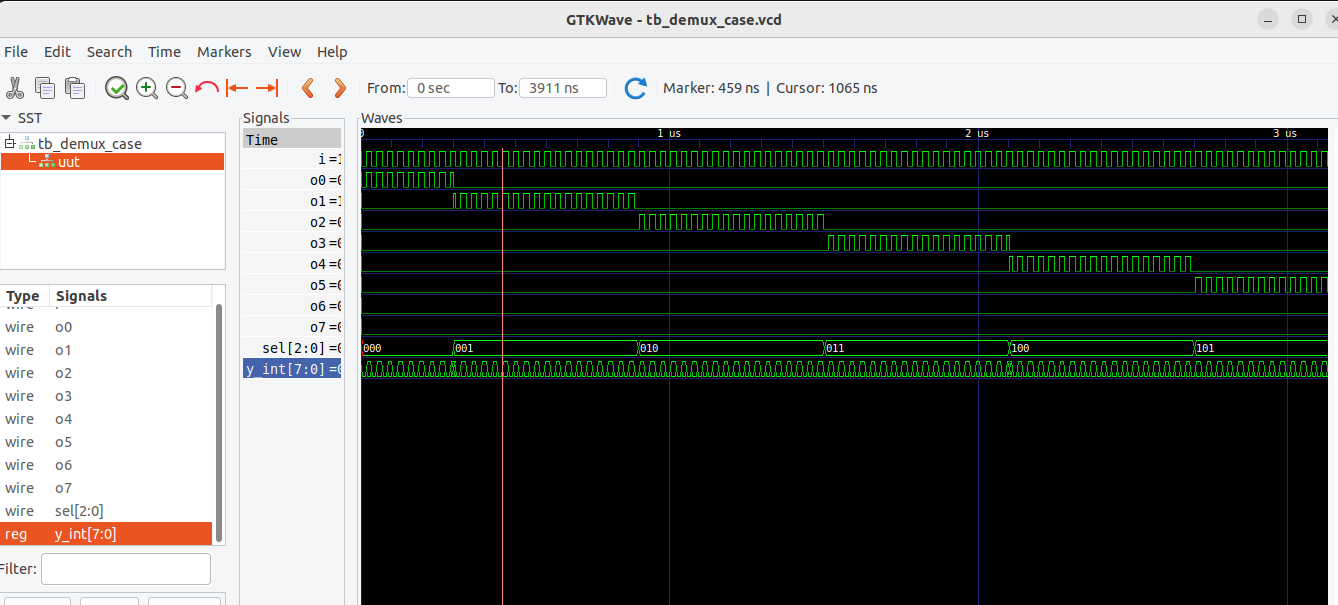 GTKWave - tb_demux_case.vcd
File Edit Search Time Markers View Help
From: 0 sec To: 3911 ns Marker: 459 ns | Cursor: 1065 ns
SST
tb_demux_case
uut
Type Signals
wire o0
wire o1
wire o2
wire o3
wire o4
wire o5
wire o6
wire o7
wire sel[2:0]
reg y_int[7:0]
Filter:
Signals
Time
i=1
o0=0
o1=1
o2=0
o3=0
o4=0
o5=0
o6=0
o7=0
sel[2:0]=0
y_int[7:0]=0
Waves
0 1 us 2 us 3 us
000 001 010 011 100 101